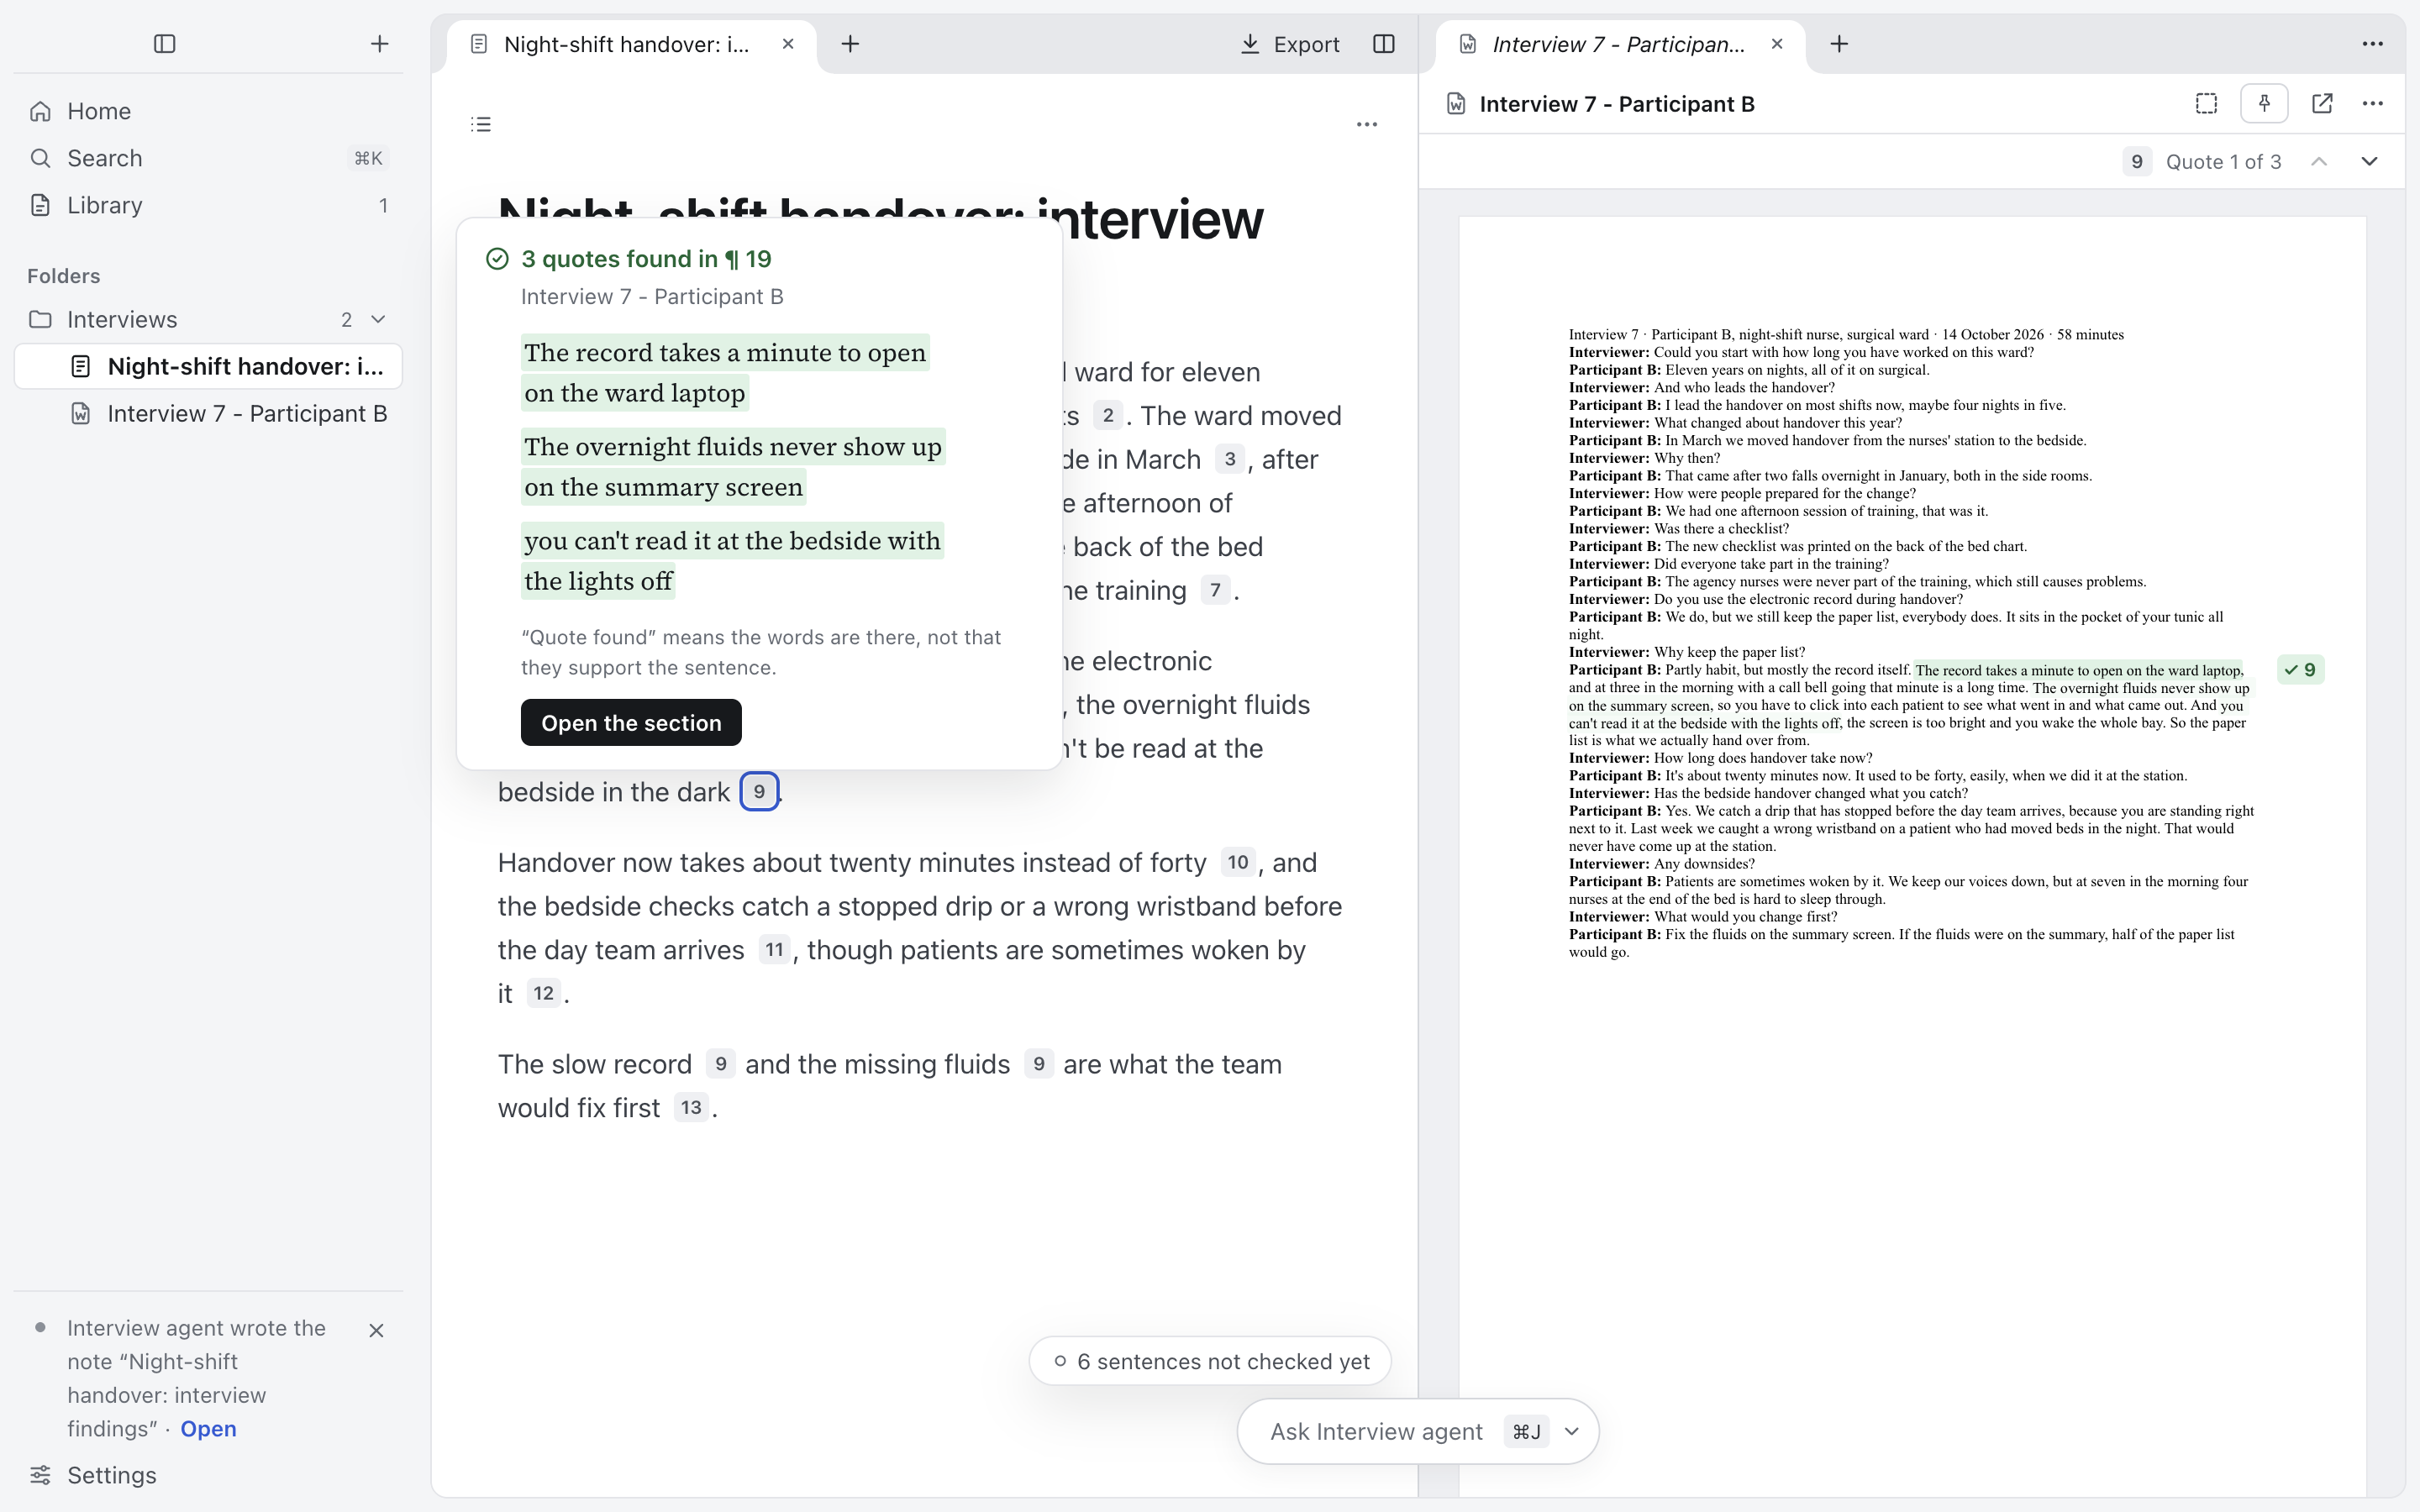 Home
Search ⌘K
Library 1
Folders
Interviews 2
Night-shift handover: i...
Interview 7 - Participant B
Interview agent wrote the
note “Night-shift
handover: interview
findings” · Open
Settings
Night-shift handover: i...
Export
Night-shift handover: interview
3 quotes found in ¶ 19
Interview 7 - Participant B
The record takes a minute to open
on the ward laptop
The overnight fluids never show up
on the summary screen
you can't read it at the bedside with
the lights off
“Quote found” means the words are there, not that
they support the sentence.
Open the section
ward for eleven
2. The ward moved
in March 3, after
afternoon of
back of the bed
training 7.
electronic
, the overnight fluids
be read at the
bedside in the dark 9.
Handover now takes about twenty minutes instead of forty 10, and
the bedside checks catch a stopped drip or a wrong wristband before
the day team arrives 11, though patients are sometimes woken by
it 12.
The slow record 9 and the missing fluids 9 are what the team
would fix first 13.
6 sentences not checked yet
Ask Interview agent ⌘J
Interview 7 - Participan...
Interview 7 - Participant B
9 Quote 1 of 3
Interview 7 · Participant B, night-shift nurse, surgical ward · 14 October 2026 · 58 minutes
Interviewer: Could you start with how long you have worked on this ward?
Participant B: Eleven years on nights, all of it on surgical.
Interviewer: And who leads the handover?
Participant B: I lead the handover on most shifts now, maybe four nights in five.
Interviewer: What changed about handover this year?
Participant B: In March we moved handover from the nurses' station to the bedside.
Interviewer: Why then?
Participant B: That came after two falls overnight in January, both in the side rooms.
Interviewer: How were people prepared for the change?
Participant B: We had one afternoon session of training, that was it.
Interviewer: Was there a checklist?
Participant B: The new checklist was printed on the back of the bed chart.
Interviewer: Did everyone take part in the training?
Participant B: The agency nurses were never part of the training, which still causes problems.
Interviewer: Do you use the electronic record during handover?
Participant B: We do, but we still keep the paper list, everybody does. It sits in the pocket of your tunic all
night.
Interviewer: Why keep the paper list?
Participant B: Partly habit, but mostly the record itself. The record takes a minute to open on the ward laptop,
and at three in the morning with a call bell going that minute is a long time. The overnight fluids never show up
on the summary screen, so you have to click into each patient to see what went in and what came out. And you
can't read it at the bedside with the lights off, the screen is too bright and you wake the whole bay. So the paper
list is what we actually hand over from.
9
Interviewer: How long does handover take now?
Participant B: It's about twenty minutes now. It used to be forty, easily, when we did it at the station.
Interviewer: Has the bedside handover changed what you catch?
Participant B: Yes. We catch a drip that has stopped before the day team arrives, because you are standing right
next to it. Last week we caught a wrong wristband on a patient who had moved beds in the night. That would
never have come up at the station.
Interviewer: Any downsides?
Participant B: Patients are sometimes woken by it. We keep our voices down, but at seven in the morning four
nurses at the end of the bed is hard to sleep through.
Interviewer: What would you change first?
Participant B: Fix the fluids on the summary screen. If the fluids were on the summary, half of the paper list
would go.